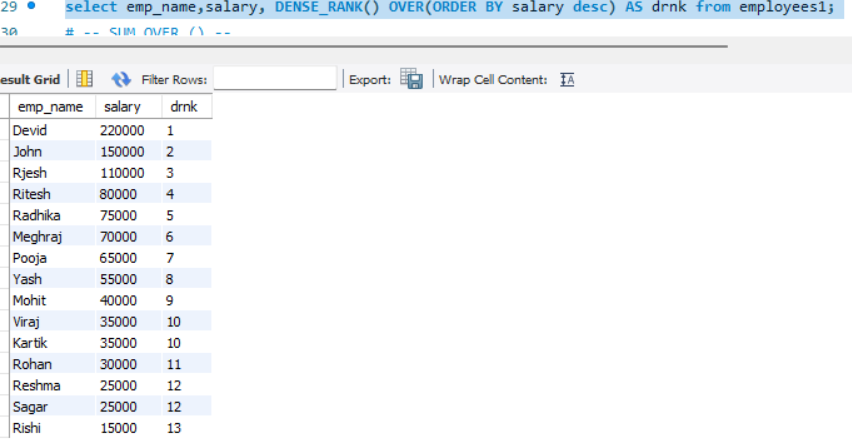 29 select emp_name,salary, DENSE_RANK() OVER(ORDER BY salary desc) AS drnk from employees1;
30 # -- SUM OVER () --
esult Grid Filter Rows: Export: Wrap Cell Content: IA
emp_name salary drnk
Devid 220000 1
John 150000 2
Rjesh 110000 3
Ritesh 80000 4
Radhika 75000 5
Meghraj 70000 6
Pooja 65000 7
Yash 55000 8
Mohit 40000 9
Viraj 35000 10
Kartik 35000 10
Rohan 30000 11
Reshma 25000 12
Sagar 25000 12
Rishi 15000 13